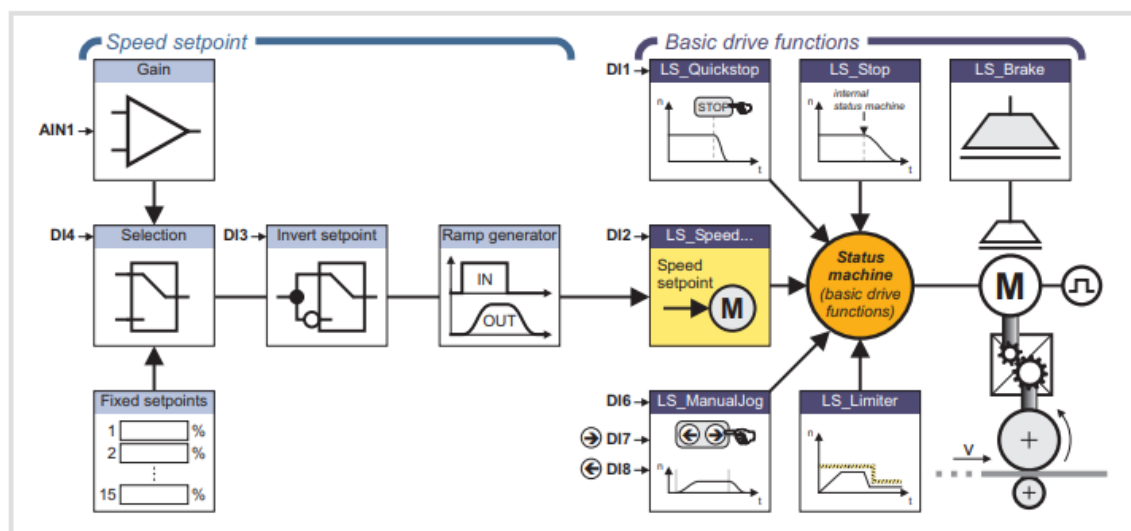 Speed setpoint
Basic drive functions
Gain
AIN1
DI1
LS_Quickstop
n
STOP
t
LS_Stop
internal
status machine
n
t
LS_Brake
DI4
Selection
DI3
Invert setpoint
Ramp generator
IN
OUT
DI2
LS_Speed...
Speed
setpoint
M
Status
machine
(basic drive
functions)
M
Fixed setpoints
1 %
2 %
15 %
DI6
DI7
DI8
LS_ManualJog
n
t
LS_Limiter
n
t
V